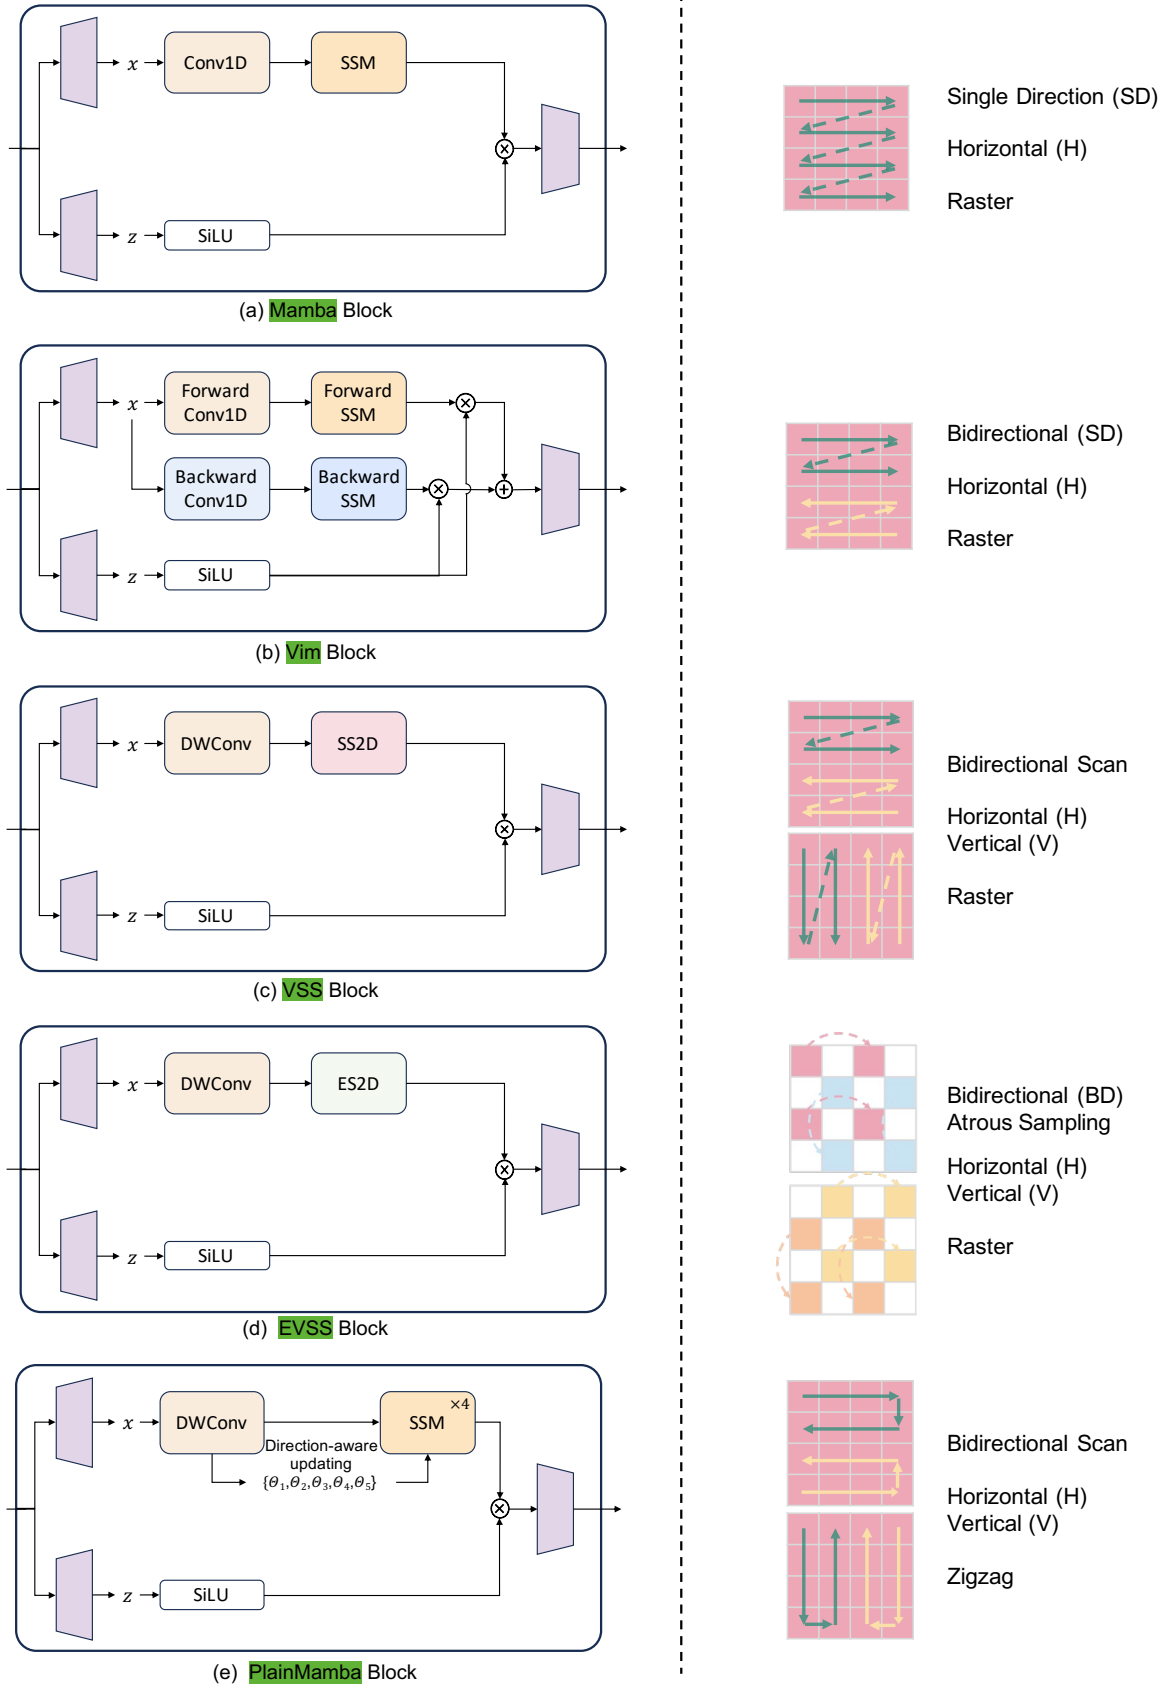 x
Conv1D
SSM
z
SiLU
(a) Mamba Block
Single Direction (SD)
Horizontal (H)
Raster
x
Forward
Conv1D
Forward
SSM
Backward
Conv1D
Backward
SSM
z
SiLU
(b) Vim Block
Bidirectional (SD)
Horizontal (H)
Raster
x
DWConv
SS2D
z
SiLU
(c) VSS Block
Bidirectional Scan
Horizontal (H)
Vertical (V)
Raster
x
DWConv
ES2D
z
SiLU
(d) EVSS Block
Bidirectional (BD)
Atrous Sampling
Horizontal (H)
Vertical (V)
Raster
x
DWConv
SSM ×4
Direction-aware
updating
{Θ₁,Θ₂,Θ₃,Θ₄,Θ₅}
z
SiLU
(e) PlainMamba Block
Bidirectional Scan
Horizontal (H)
Vertical (V)
Zigzag